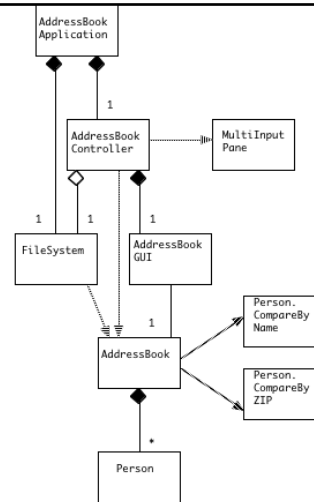 AddressBook
Application
1
AddressBook
Controller
MultiInput
Pane
1
1
1
FileSystem
AddressBook
GUI
Person.
CompareBy
Name
1
AddressBook
Person.
CompareBy
ZIP
*
Person